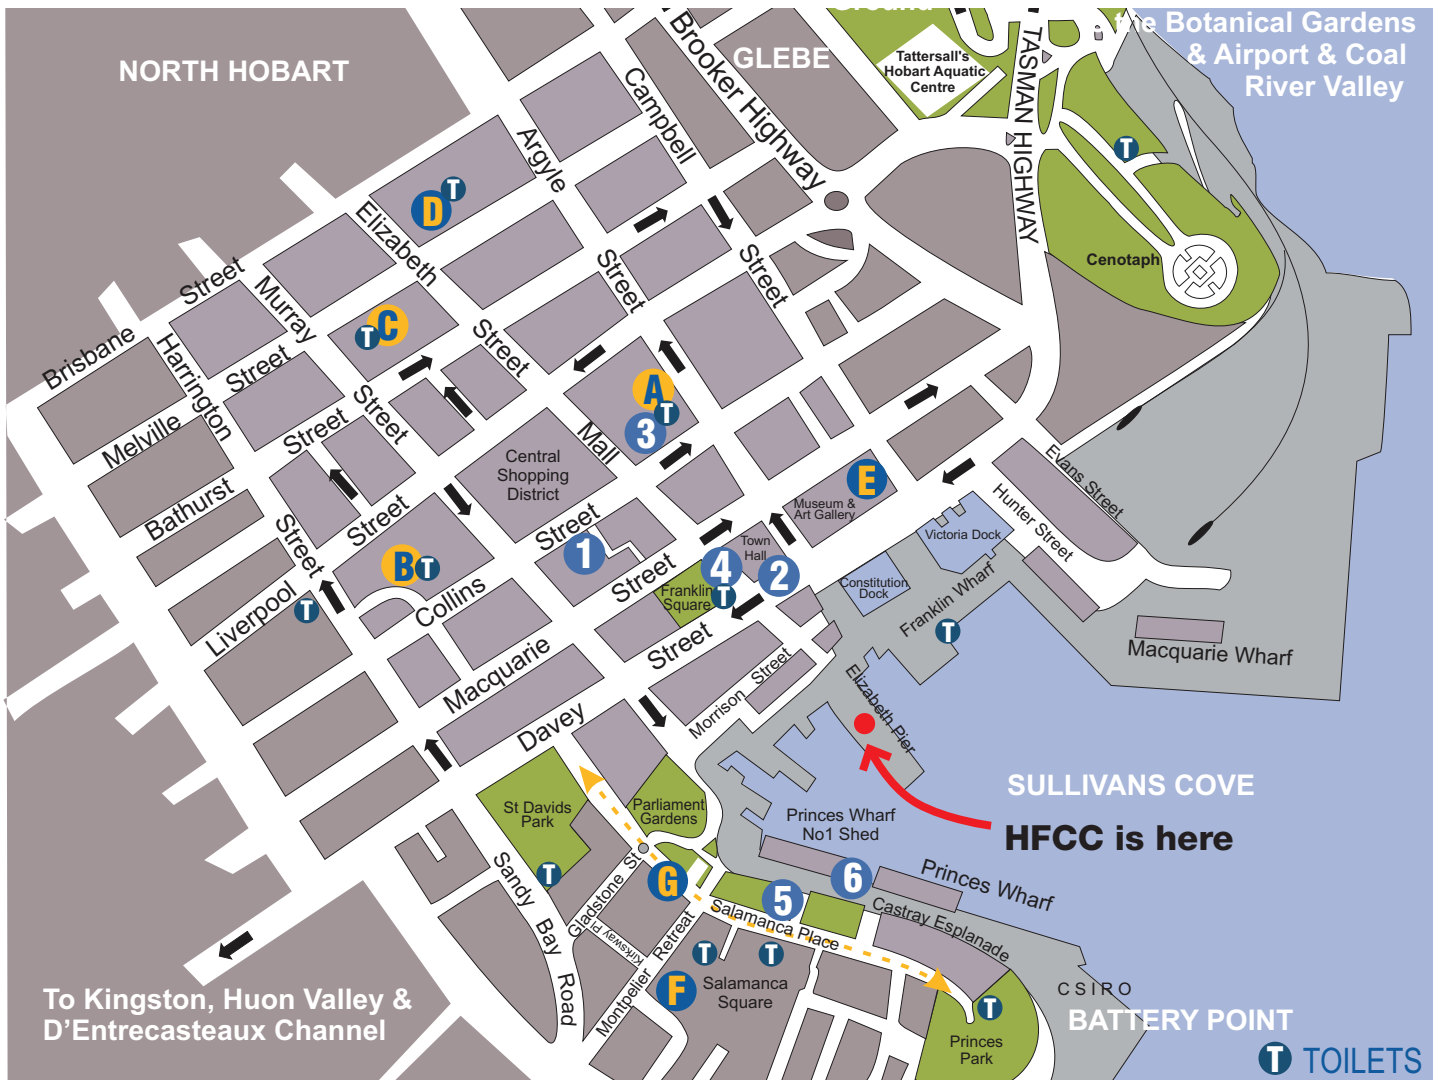 Ground
the Botanical Gardens
& Airport & Coal
River Valley
NORTH HOBART
GLEBE
Tattersall's
Hobart Aquatic
Centre
Brooker Highway
TASMAN HIGHWAY
Campbell
Street
Argyle
Street
T
T
D
Elizabeth
Street
Mall
Cenotaph
Brisbane
Street
Murray
Street
Harrington
Street
T
C
Melville
Street
Bathurst
Street
A
T
3
Central
Shopping
District
Liverpool
Street
Collins
Street
Macquarie
Street
Davey
Street
E
Museum &
Art Gallery
Evans Street
Hunter Street
Victoria Dock
Constitution
Dock
Franklin Wharf
T
Town
Hall
1
4
2
B
T
T
Franklin
Square
T
Macquarie Wharf
Morrison Street
Elizabeth Pier
SULLIVANS COVE
HFCC is here
St Davids
Park
T
Parliament
Gardens
Princes Wharf
No1 Shed
Princes Wharf
6
5
G
Castray Esplanade
Salamanca Place
Gladstone St
Kirksway Pl
Montpelier Retreat
Sandy Bay Road
T
T
F
Salamanca
Square
T
Princes
Park
CSIRO
BATTERY POINT
To Kingston, Huon Valley &
D'Entrecasteaux Channel
T TOILETS